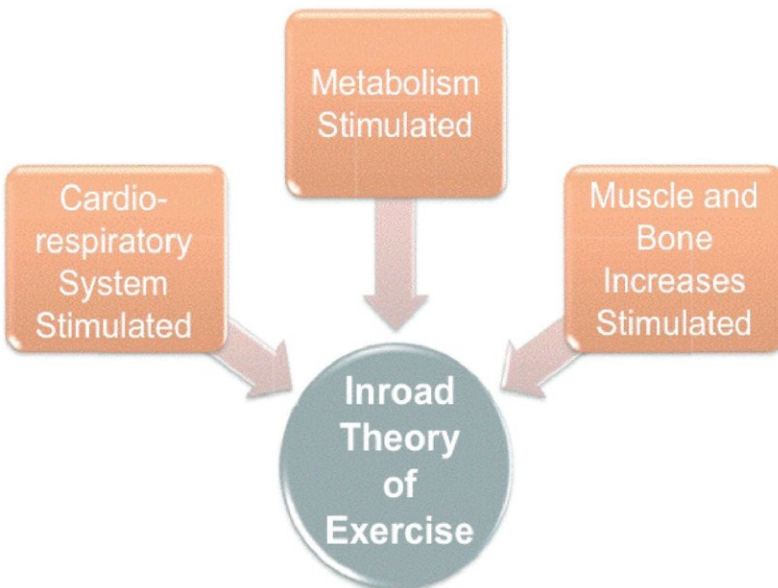 Metabolism
Stimulated
Cardio-
respiratory
System
Stimulated
Muscle and
Bone
Increases
Stimulated
Inroad
Theory
of
Exercise